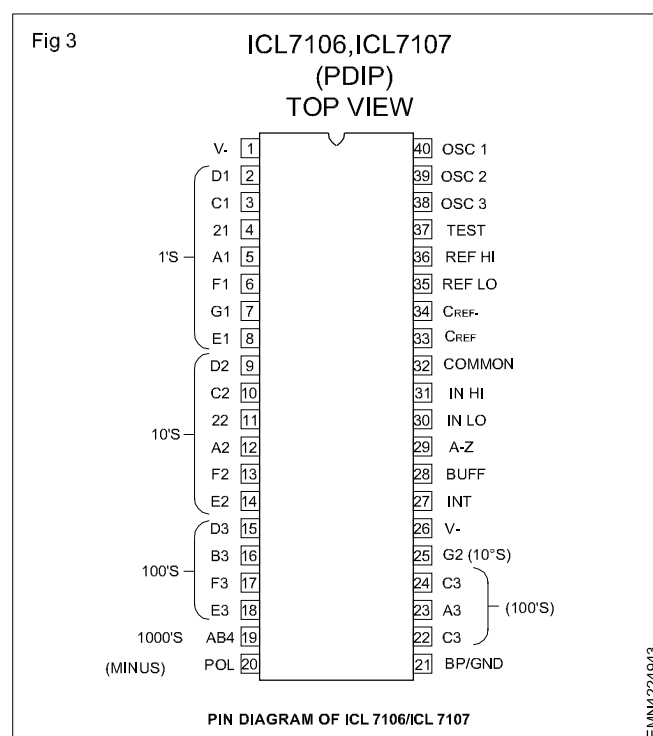 Fig 3
ICL7106,ICL7107
(PDIP)
TOP VIEW
V- 1
D1 2
C1 3
21 4
A1 5
F1 6
G1 7
E1 8
1'S
D2 9
C2 10
22 11
A2 12
F2 13
E2 14
10'S
D3 15
B3 16
F3 17
E3 18
100'S
1000'S AB4 19
(MINUS) POL 20
40 OSC 1
39 OSC 2
38 OSC 3
37 TEST
36 REF HI
35 REF LO
34 CREF-
33 CREF
32 COMMON
31 IN HI
30 IN LO
29 A-Z
28 BUFF
27 INT
26 V-
25 G2 (10°S)
24 C3
23 A3
22 C3
(100'S)
21 BP/GND
PIN DIAGRAM OF ICL 7106/ICL 7107
EMN4224943